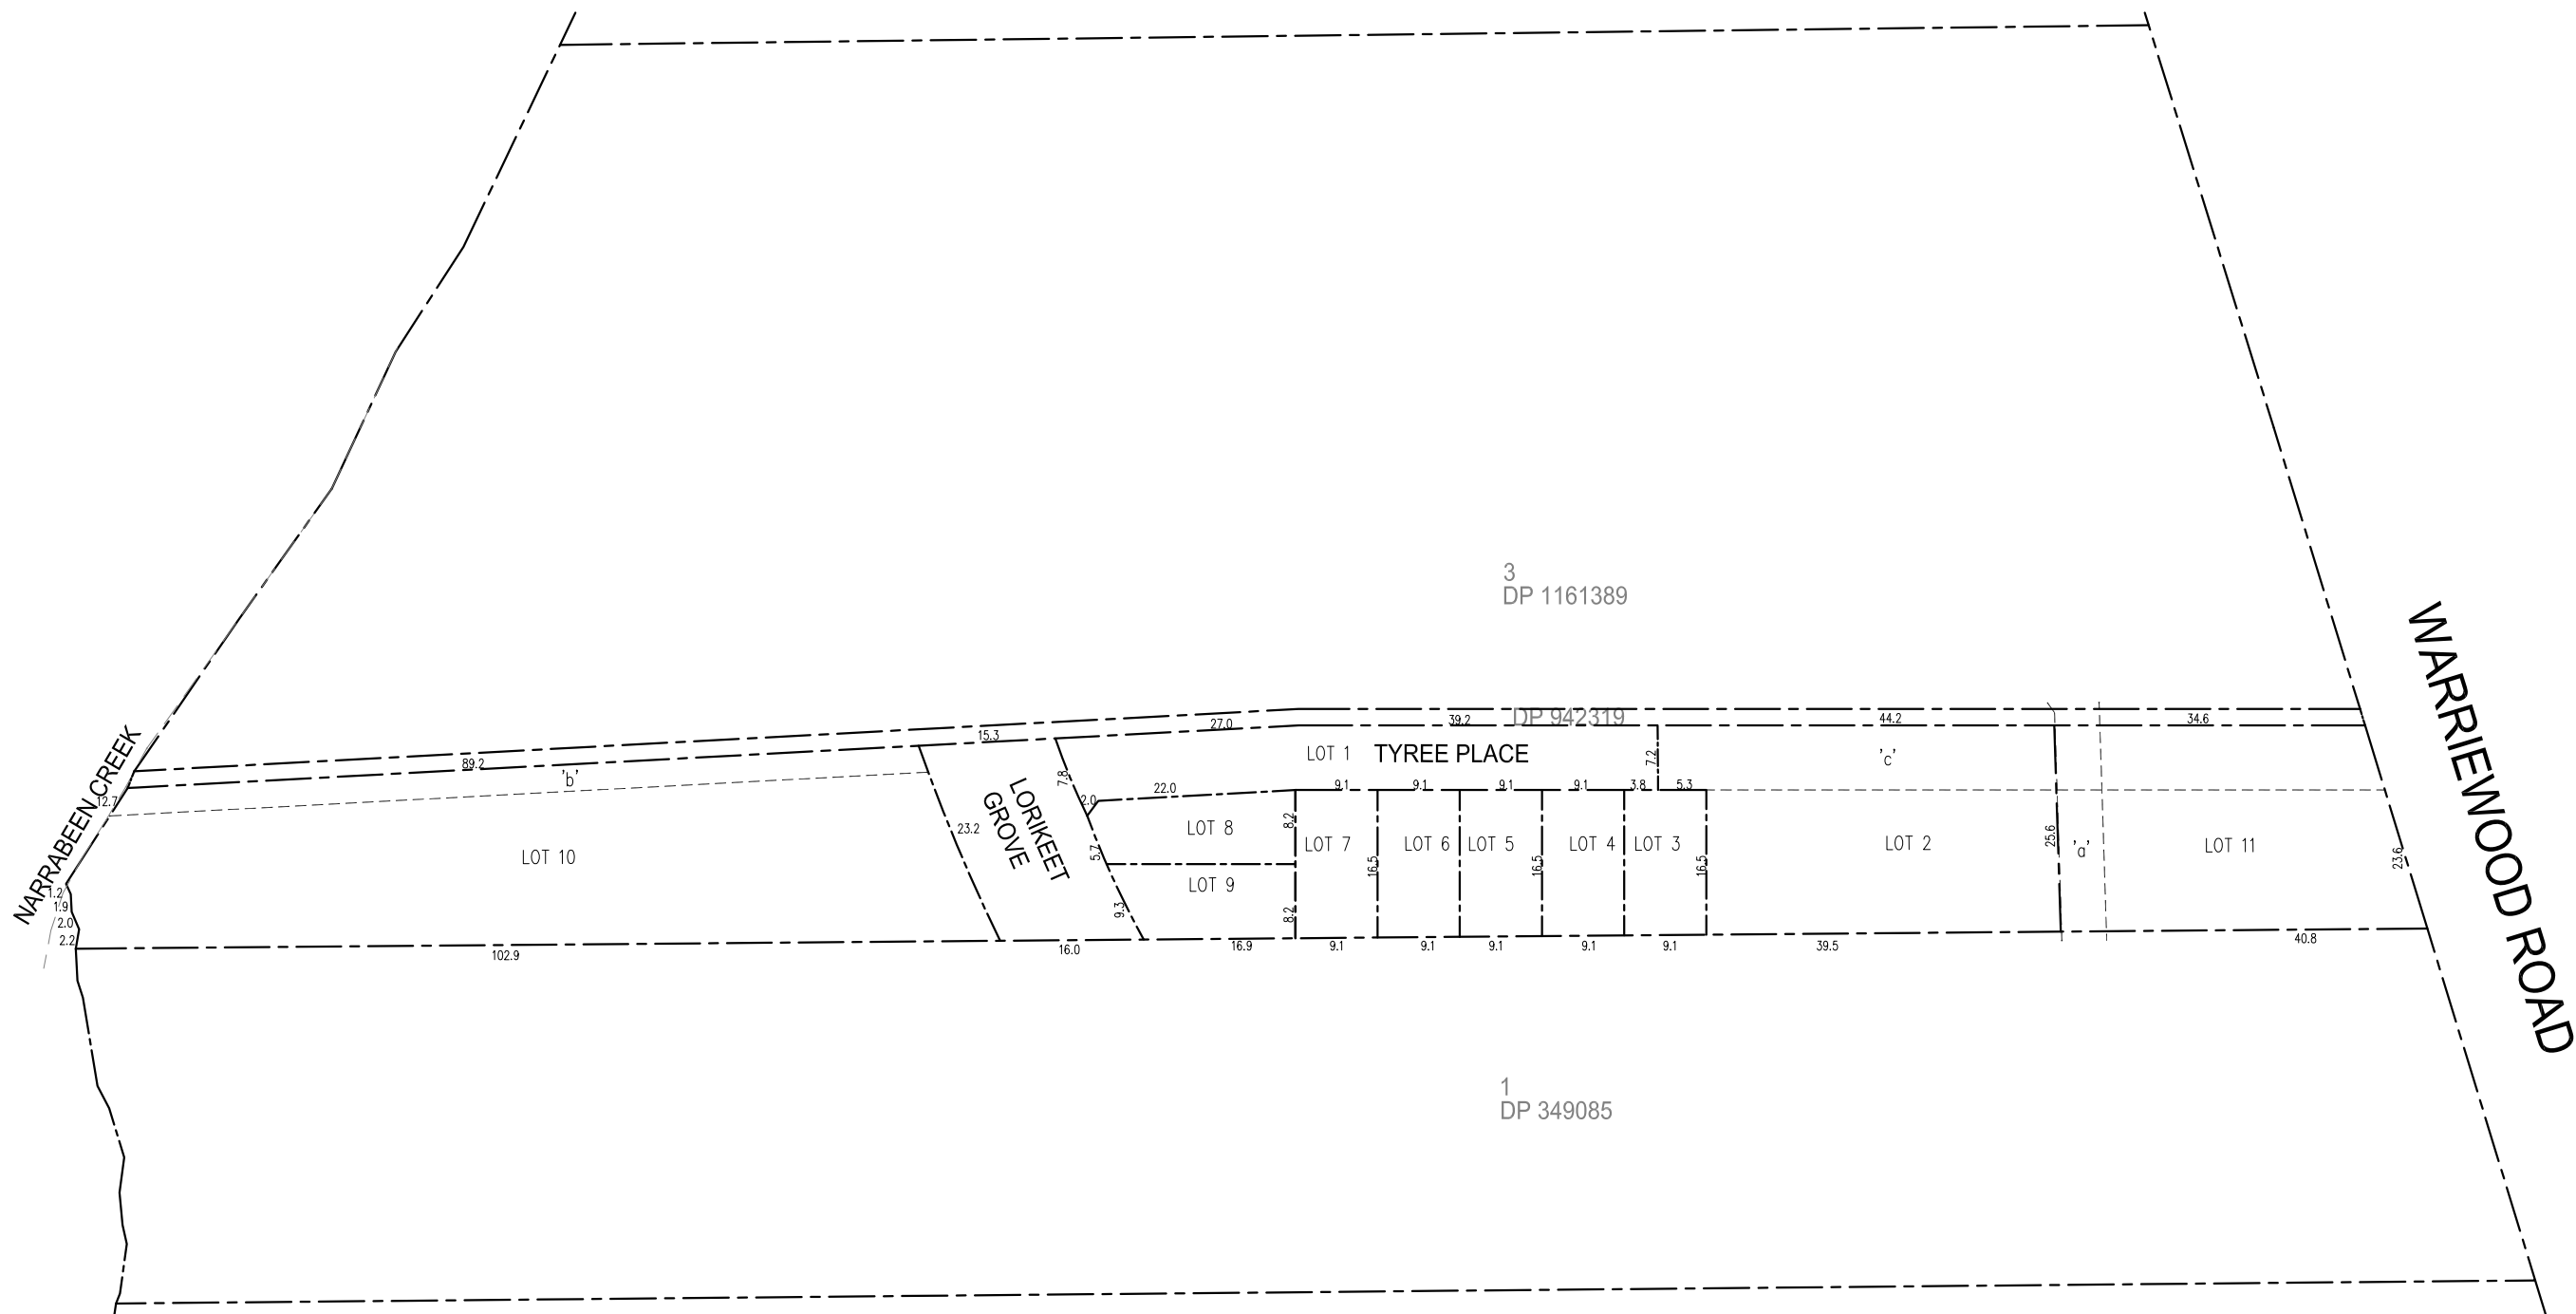 3
DP 1161389
WARRIEWOOD ROAD
DP 942319
34.6
44.2
39.2
27.0
15.3
89.2
'b'
12.7
NARRABEEN CREEK
LOT 10
1.2
1.9
2.0
2.2
102.9
23.2
LORIKEET
GROVE
7.8
2.0
5.7
9.3
16.0
LOT 1
TYREE PLACE
7.2
'c'
22.0
9.1
9.1
9.1
9.1
3.8
5.3
LOT 8
8.2
LOT 9
8.2
LOT 7
16.5
LOT 6
LOT 5
16.5
LOT 4
LOT 3
16.5
LOT 2
25.6
'a'
LOT 11
23.6
16.9
9.1
9.1
9.1
9.1
9.1
39.5
40.8
1
DP 349085